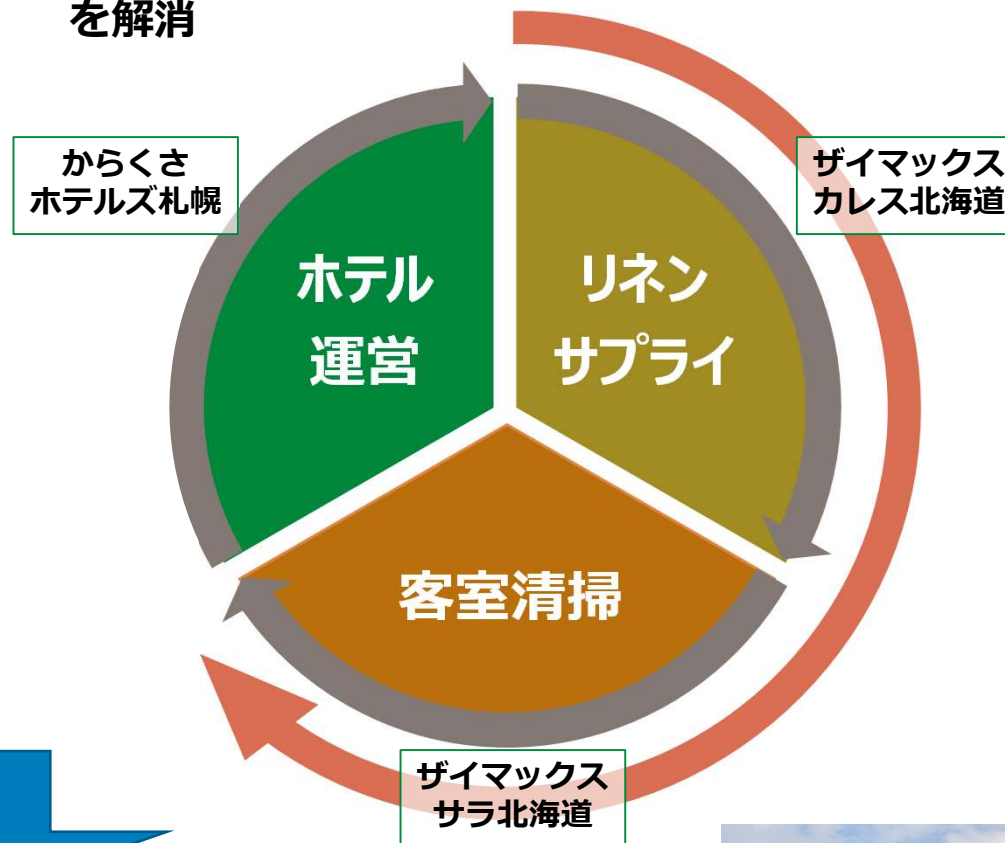 を解消
からくさ
ホテルズ札幌
ザイマックス
カレス北海道
ホテル
運営
リネン
サプライ
客室清掃
ザイマックス
サラ北海道